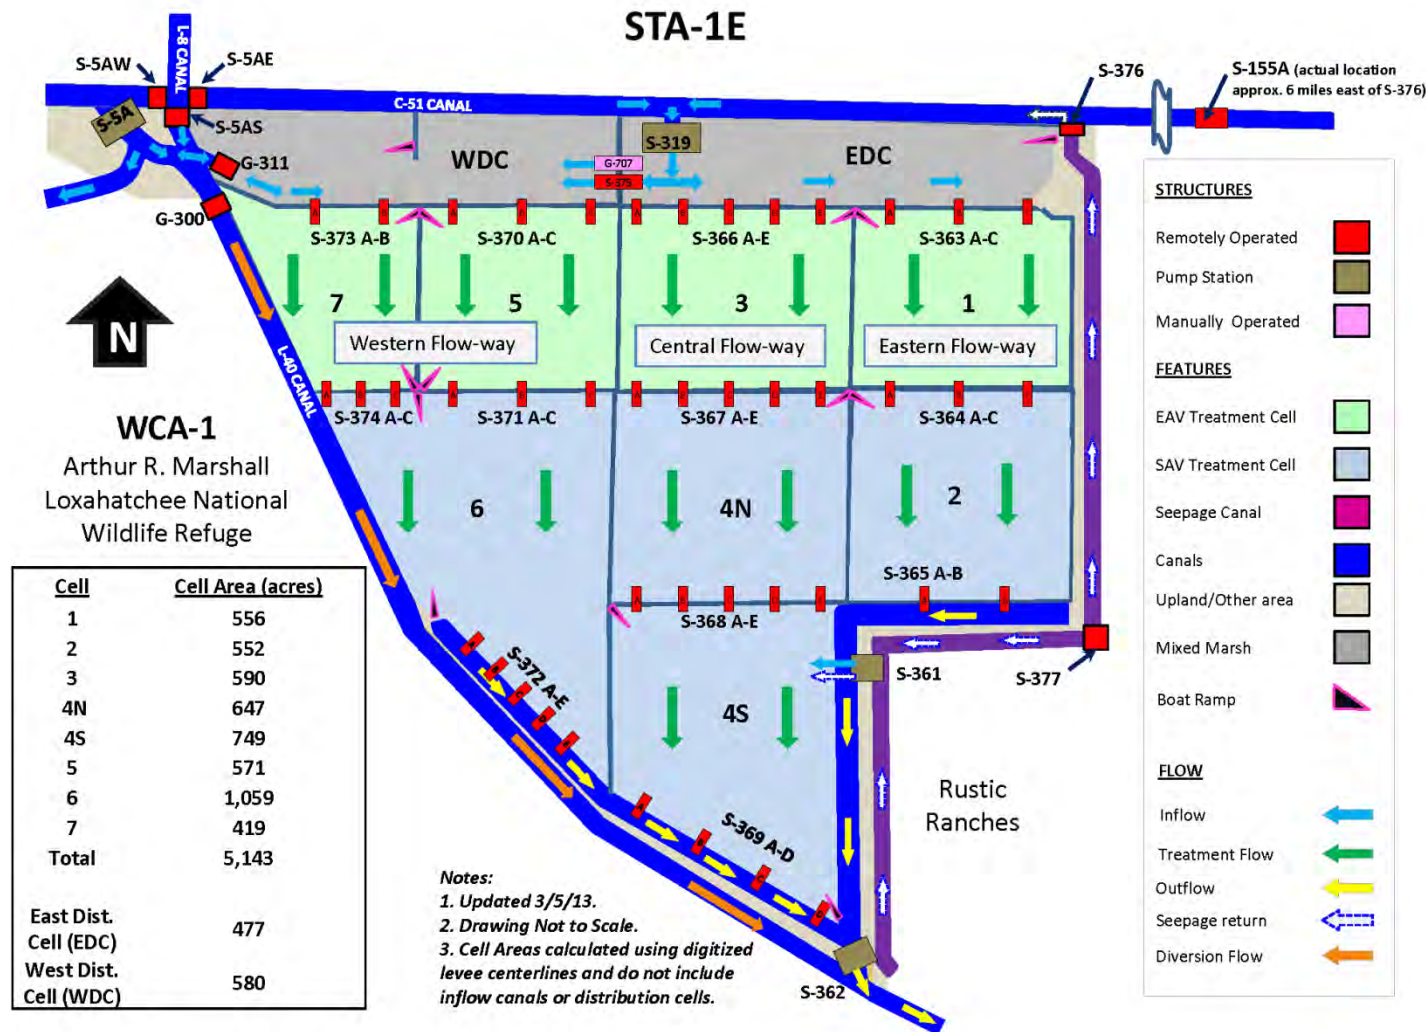 STA-1E
L-8 CANAL
S-5AW
S-5AE
S-376
S-155A (actual location
approx. 6 miles east of S-376)
C-51 CANAL
S-5A
S-5AS
S-319
G-311
WDC
EDC
G-707
S-375
G-300
A
B
A
B
C
A
B
C
D
E
A
B
C
S-373 A-B
S-370 A-C
S-366 A-E
S-363 A-C
7
5
3
1
N
Western Flow-way
Central Flow-way
Eastern Flow-way
L-40 CANAL
S-374 A-C
S-371 A-C
S-367 A-E
S-364 A-C
WCA-1
Arthur R. Marshall
Loxahatchee National
Wildlife Refuge
6
4N
2
S-365 A-B
S-368 A-E
S-372 A-E
S-361
S-377
4S
S-369 A-D
Rustic
Ranches
S-362
Cell Cell Area (acres)
1 556
2 552
3 590
4N 647
4S 749
5 571
6 1,059
7 419
Total 5,143
East Dist.
Cell (EDC) 477
West Dist.
Cell (WDC) 580
Notes:
1. Updated 3/5/13.
2. Drawing Not to Scale.
3. Cell Areas calculated using digitized
levee centerlines and do not include
inflow canals or distribution cells.
STRUCTURES
Remotely Operated
Pump Station
Manually Operated
FEATURES
EAV Treatment Cell
SAV Treatment Cell
Seepage Canal
Canals
Upland/Other area
Mixed Marsh
Boat Ramp
FLOW
Inflow
Treatment Flow
Outflow
Seepage return
Diversion Flow